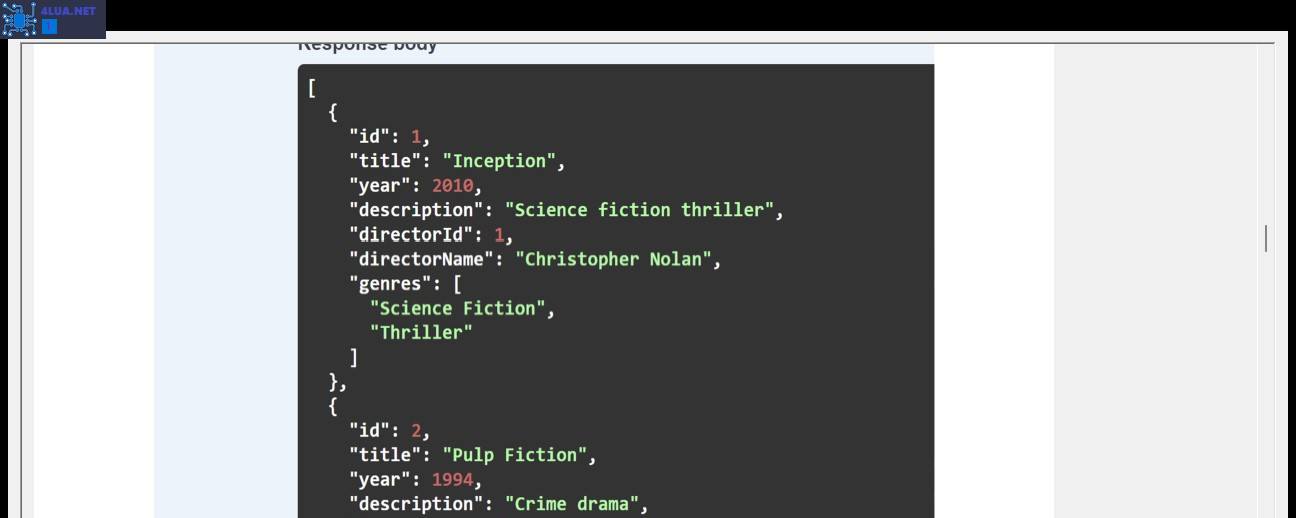 4LUA.NET
Response body
[
{
"id": 1,
"title": "Inception",
"year": 2010,
"description": "Science fiction thriller",
"directorId": 1,
"directorName": "Christopher Nolan",
"genres": [
"Science Fiction",
"Thriller"
]
},
{
"id": 2,
"title": "Pulp Fiction",
"year": 1994,
"description": "Crime drama",